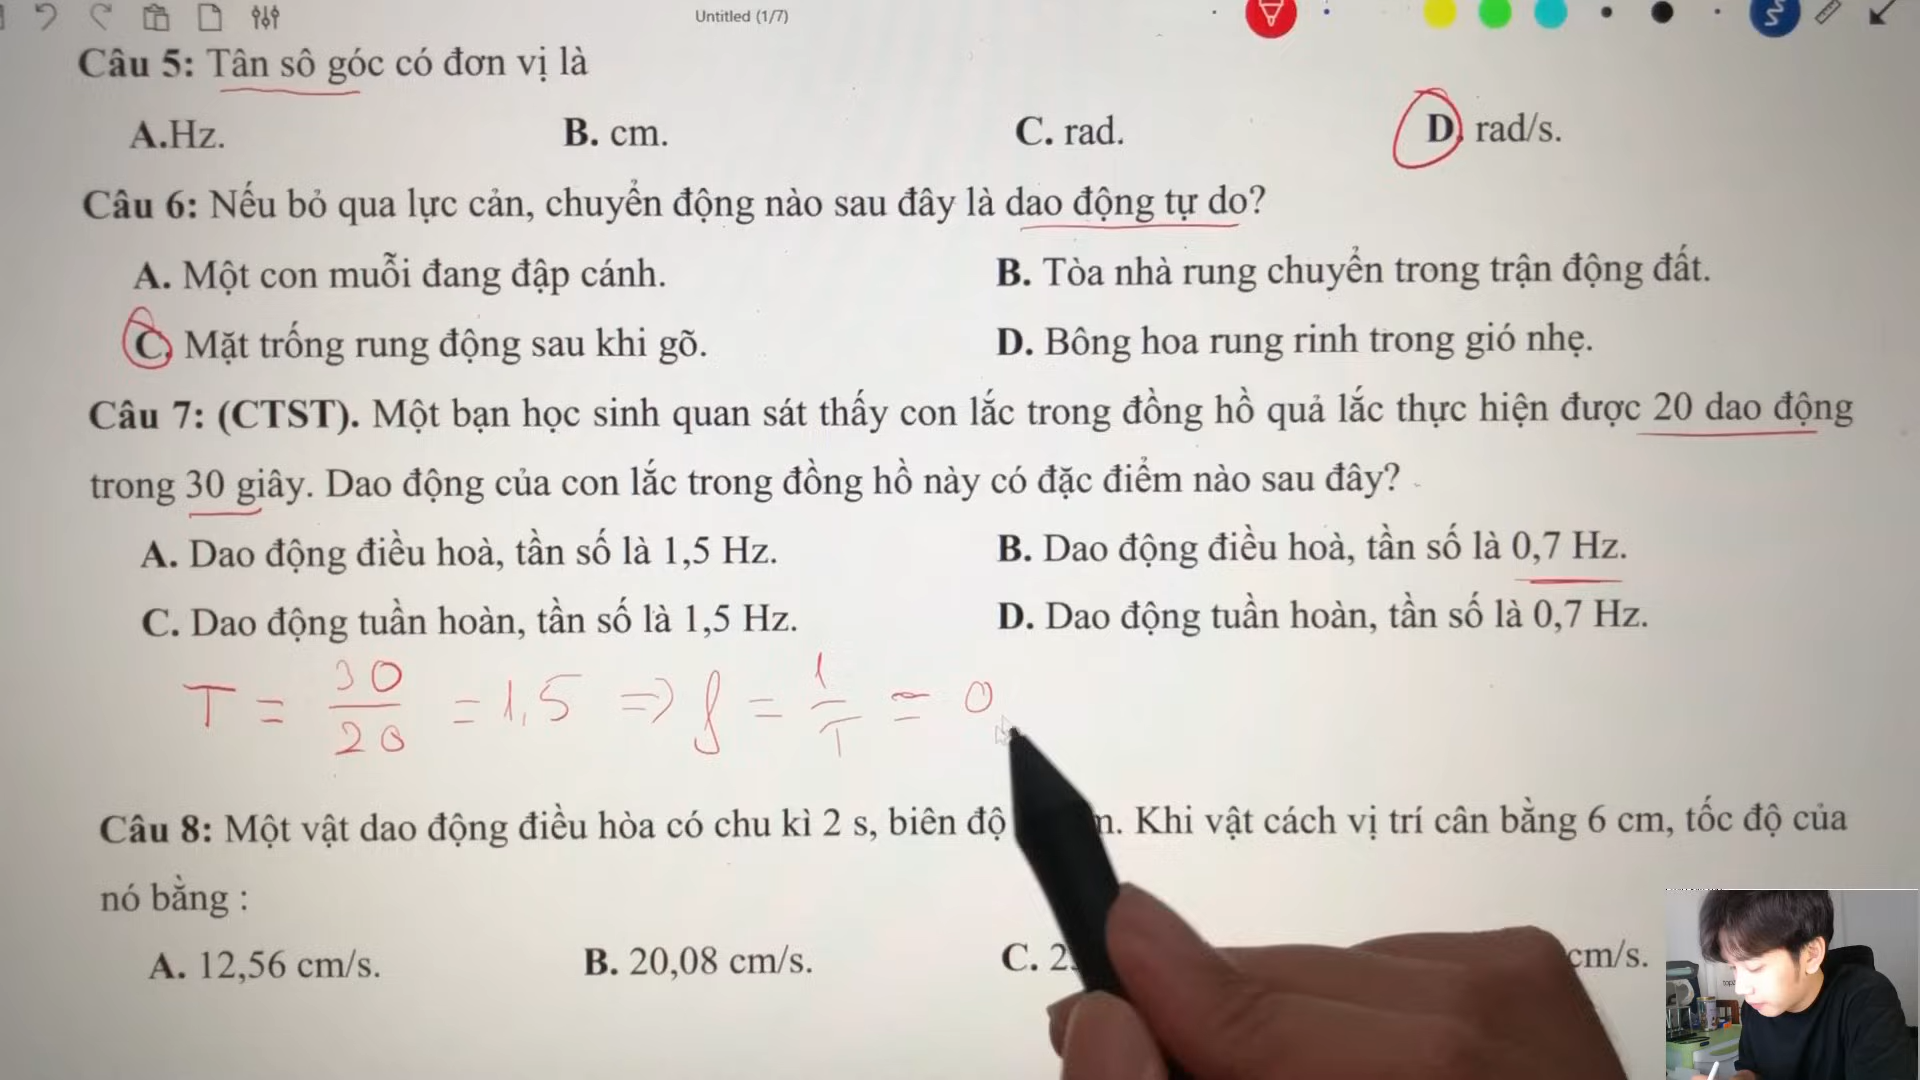 Untitled (1/7)
Câu 5: Tân sô góc có đơn vị là
A.Hz. B. cm. C. rad. D. rad/s.
Câu 6: Nếu bỏ qua lực cản, chuyển động nào sau đây là dao động tự do?
A. Một con muỗi đang đập cánh. B. Tòa nhà rung chuyển trong trận động đất.
C. Mặt trống rung động sau khi gõ. D. Bông hoa rung rinh trong gió nhẹ.
Câu 7: (CTST). Một bạn học sinh quan sát thấy con lắc trong đồng hồ quả lắc thực hiện được 20 dao động
trong 30 giây. Dao động của con lắc trong đồng hồ này có đặc điểm nào sau đây?
A. Dao động điều hoà, tần số là 1,5 Hz. B. Dao động điều hoà, tần số là 0,7 Hz.
C. Dao động tuần hoàn, tần số là 1,5 Hz. D. Dao động tuần hoàn, tần số là 0,7 Hz.
T = 30/20 = 1,5 => f = 1/T = 0
Câu 8: Một vật dao động điều hòa có chu kì 2 s, biên độ . Khi vật cách vị trí cân bằng 6 cm, tốc độ của
nó bằng :
A. 12,56 cm/s. B. 20,08 cm/s. C. 2 cm/s.